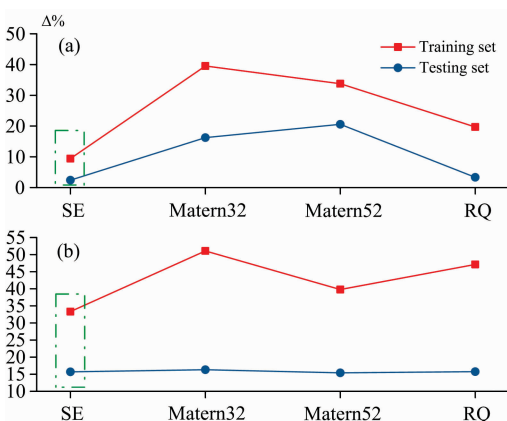 Δ%
50
(a)
Training set
40
Testing set
30
20
10
0
SE Matern32 Matern52 RQ
55
(b)
50
45
40
35
30
25
20
15
10
SE Matern32 Matern52 RQ